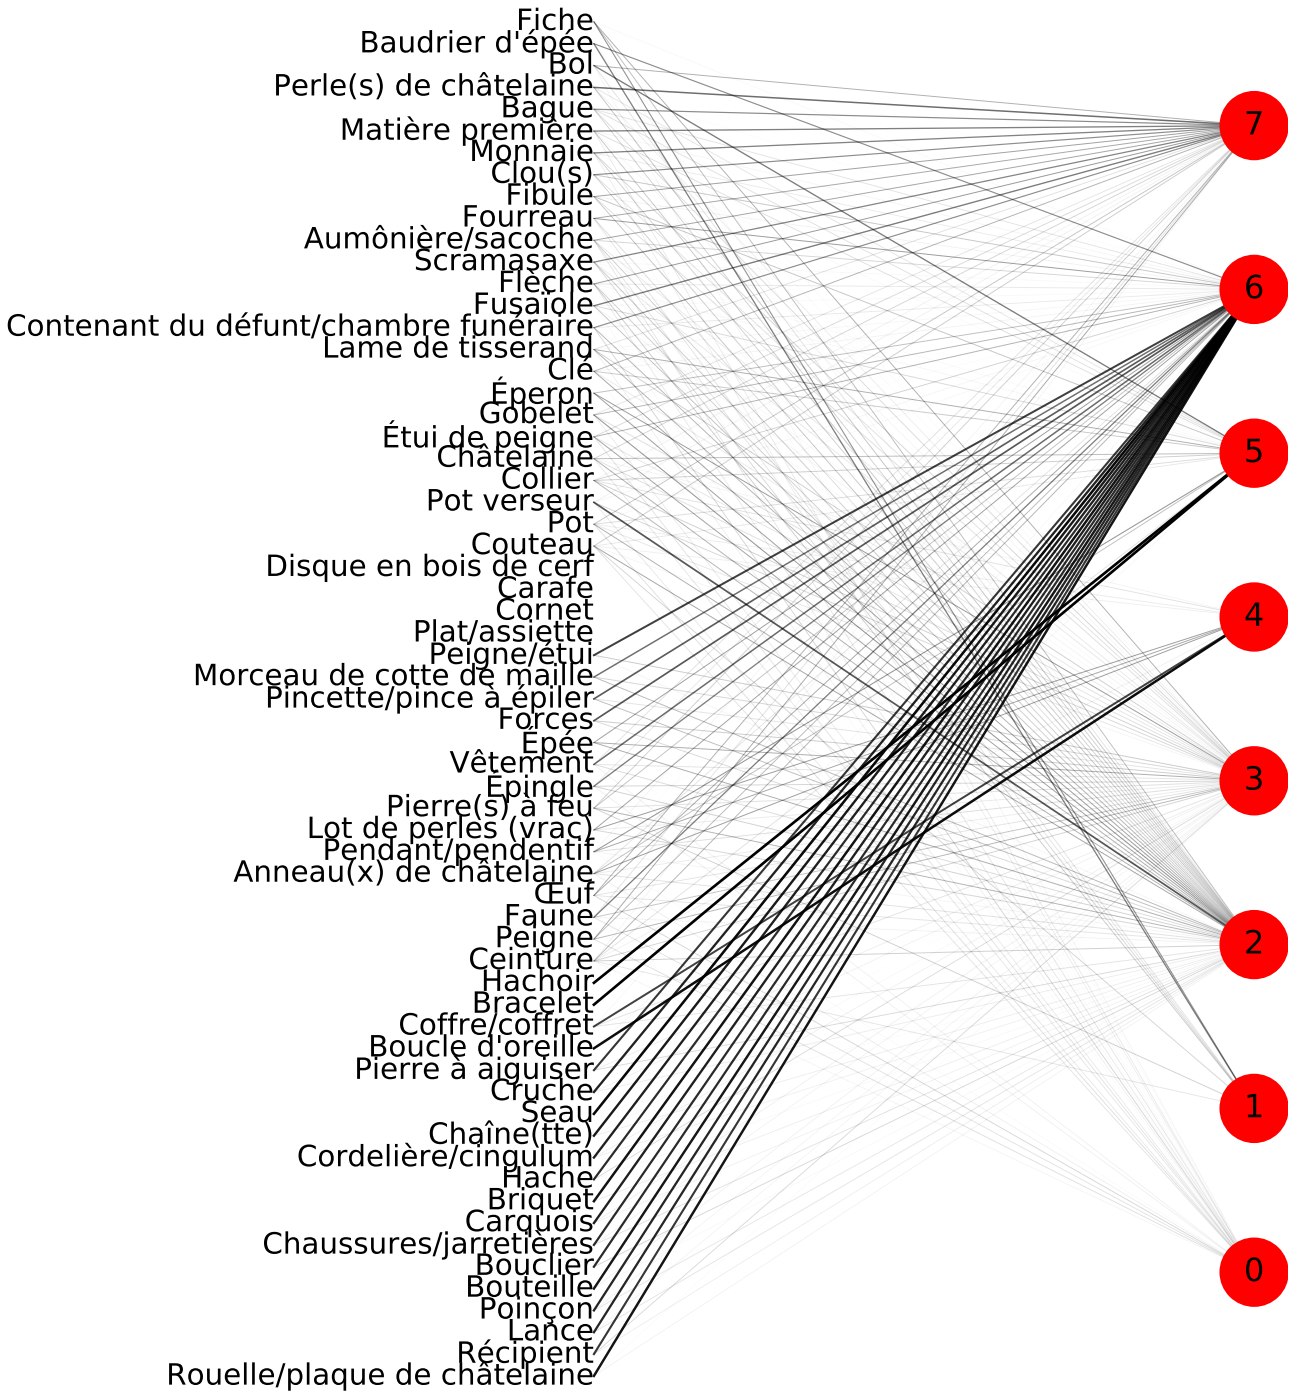 Fiche
Baudrier d'épée
Bol
Perle(s) de châtelaine
Bague
Matière première
Monnaie
Clou(s)
Fibule
Fourreau
Aumônière/sacoche
Scramasaxe
Flèche
Fusaïole
Contenant du défunt/chambre funéraire
Lame de tisserand
Clé
Éperon
Gobelet
Étui de peigne
Châtelaine
Collier
Pot verseur
Pot
Couteau
Disque en bois de cerf
Carafe
Cornet
Plat/assiette
Peigne/étui
Morceau de cotte de maille
Pincette/pince à épiler
Forces
Épée
Vêtement
Épingle
Pierre(s) à feu
Lot de perles (vrac)
Pendant/pendentif
Anneau(x) de châtelaine
Œuf
Faune
Peigne
Ceinture
Hachoir
Bracelet
Coffre/coffret
Boucle d'oreille
Pierre à aiguiser
Cruche
Seau
Chaîne(tte)
Cordelière/cingulum
Hache
Briquet
Carquois
Chaussures/jarretières
Bouclier
Bouteille
Poinçon
Lance
Récipient
Rouelle/plaque de châtelaine
7
6
5
4
3
2
1
0